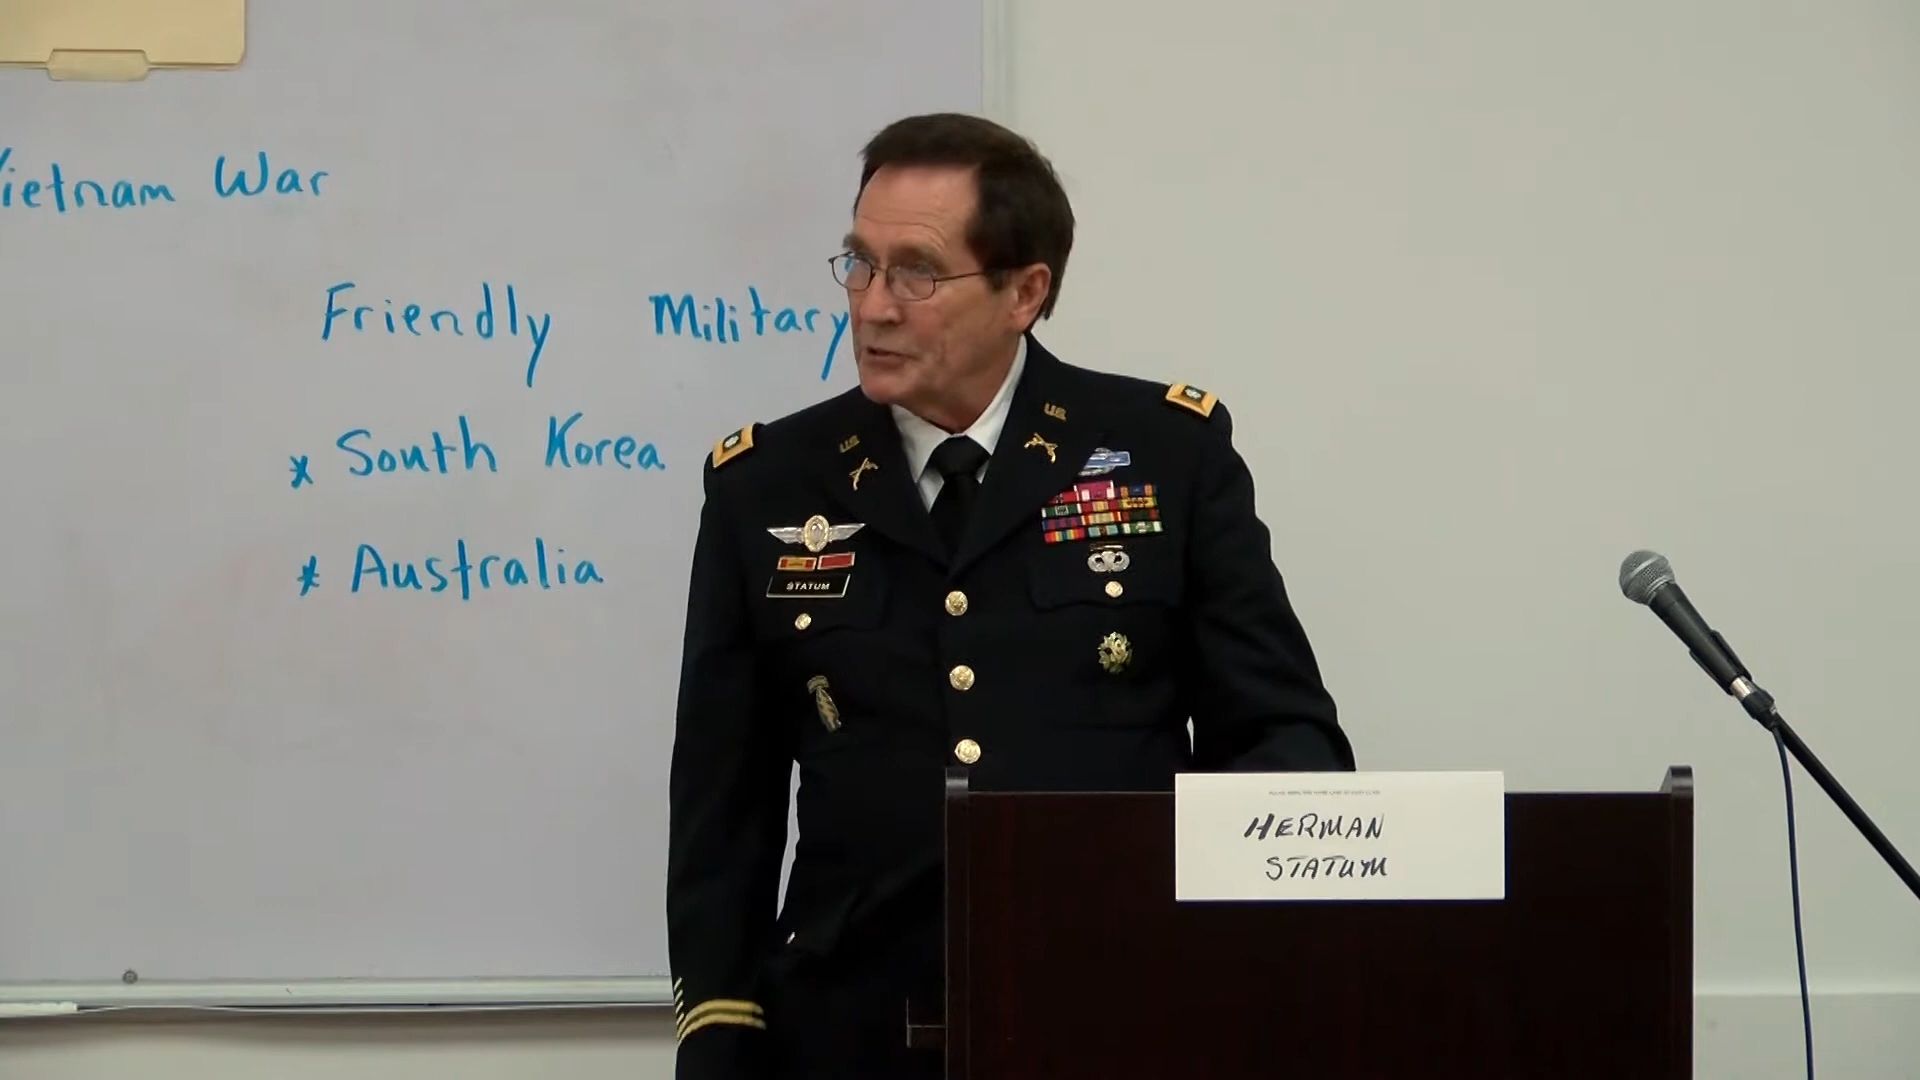 ietnam War
Friendly Military
* South Korea
* Australia
U.S.
U.S.
STATUM
HERMAN
STATUM